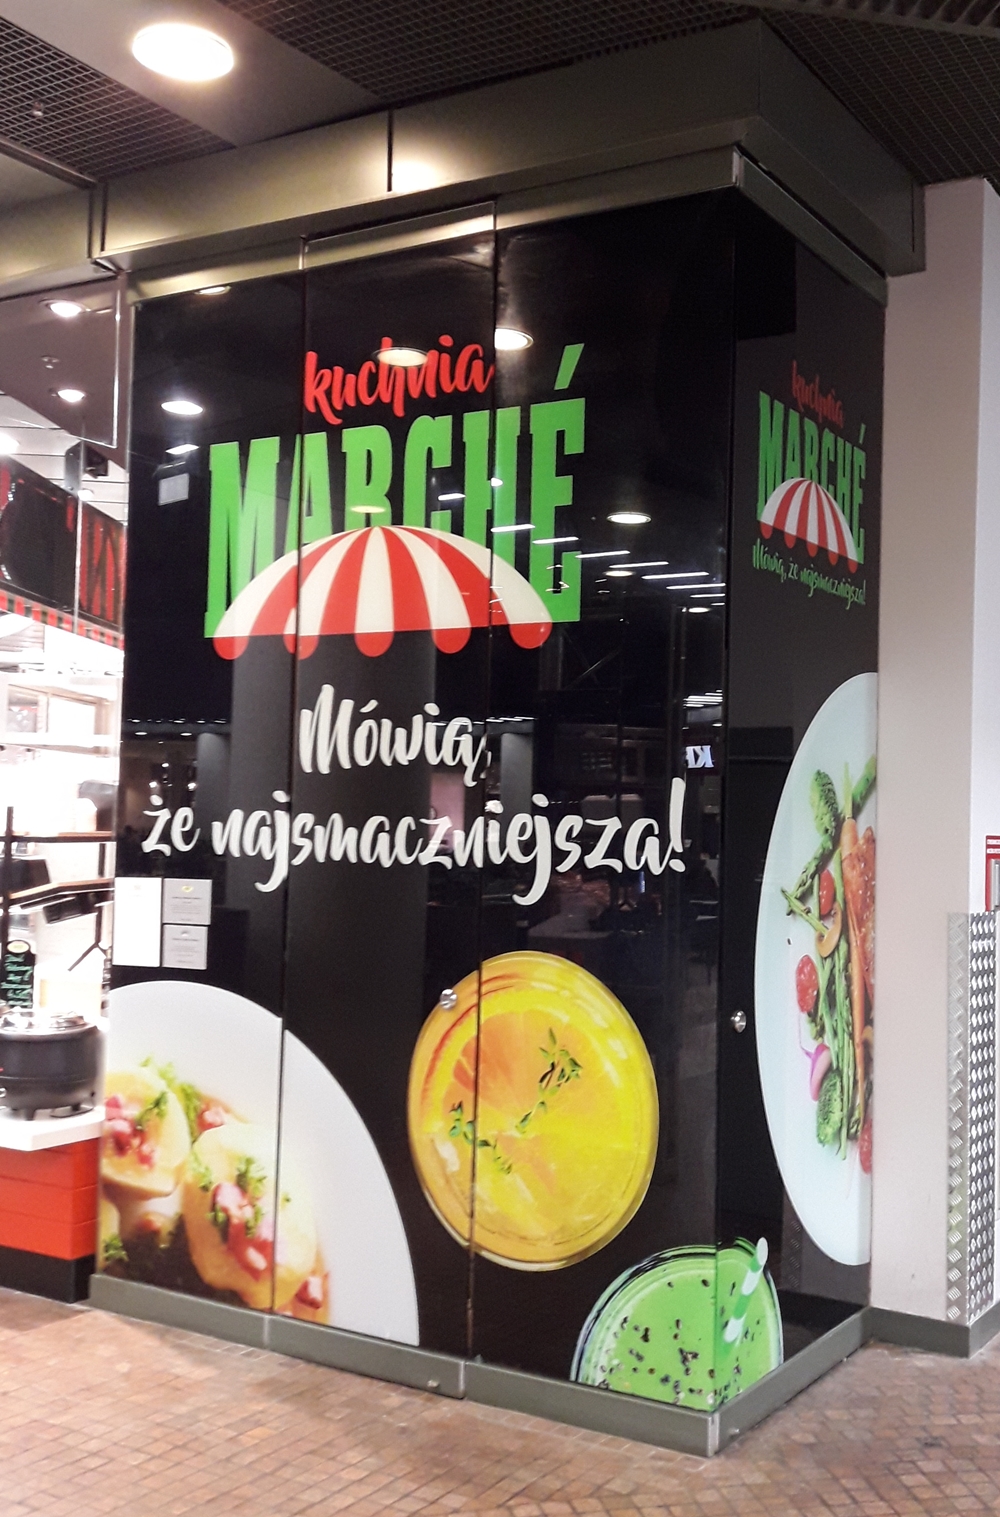 kuchnia
MARCHÉ
Mówią,
że najsmaczniejsza!
kuchnia
MARCHÉ
Mówią, że najsmaczniejsza!